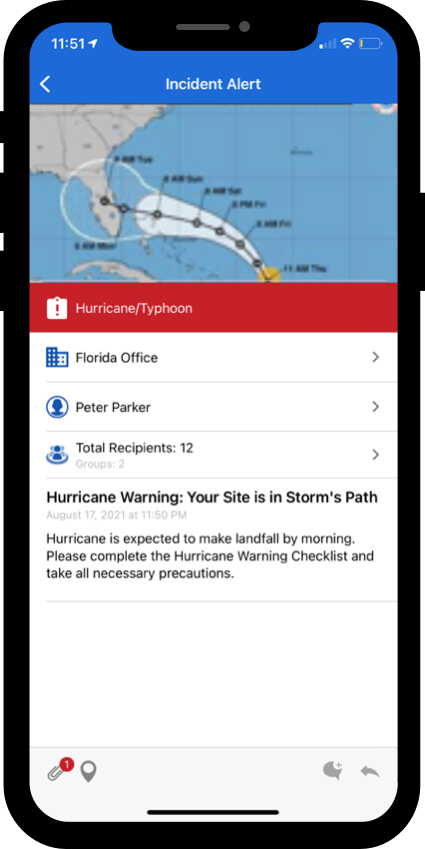 11:51
Incident Alert
8 AM Tue
8 AM Sun
8 AM Sat
8 PM Fri
8 AM Fri
8 AM Mon
11 AM Thu
Hurricane/Typhoon
Florida Office
Peter Parker
Total Recipients: 12
Groups: 2
Hurricane Warning: Your Site is in Storm's Path
August 17, 2021 at 11:50 PM
Hurricane is expected to make landfall by morning.
Please complete the Hurricane Warning Checklist and
take all necessary precautions.
1